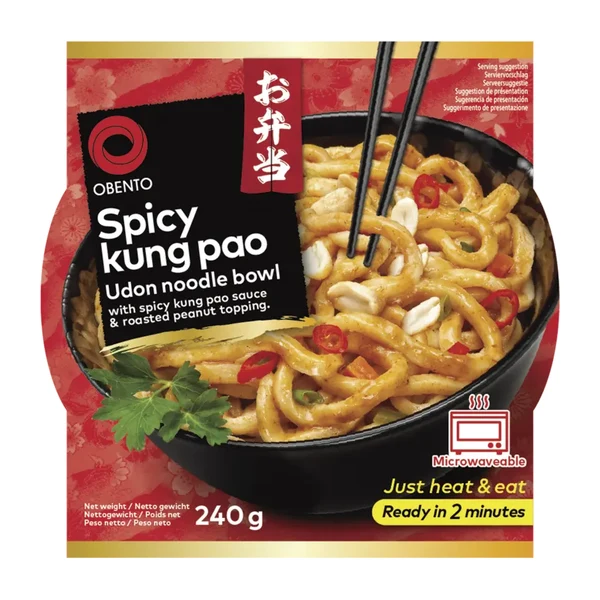 Serving suggestion
Serviervorschlag
Serveersuggestie
Suggestion de présentation
Sugerencia de presentación
Suggerimento de presentazione
お弁当
OBENTO
Spicy
kung pao
Udon noodle bowl
with spicy kung pao sauce
& roasted peanut topping.
Microwaveable
Just heat & eat
Ready in 2 minutes
Net weight / Netto gewicht
Nettogewicht / Poids net
Peso netto / Peso neto
240 g